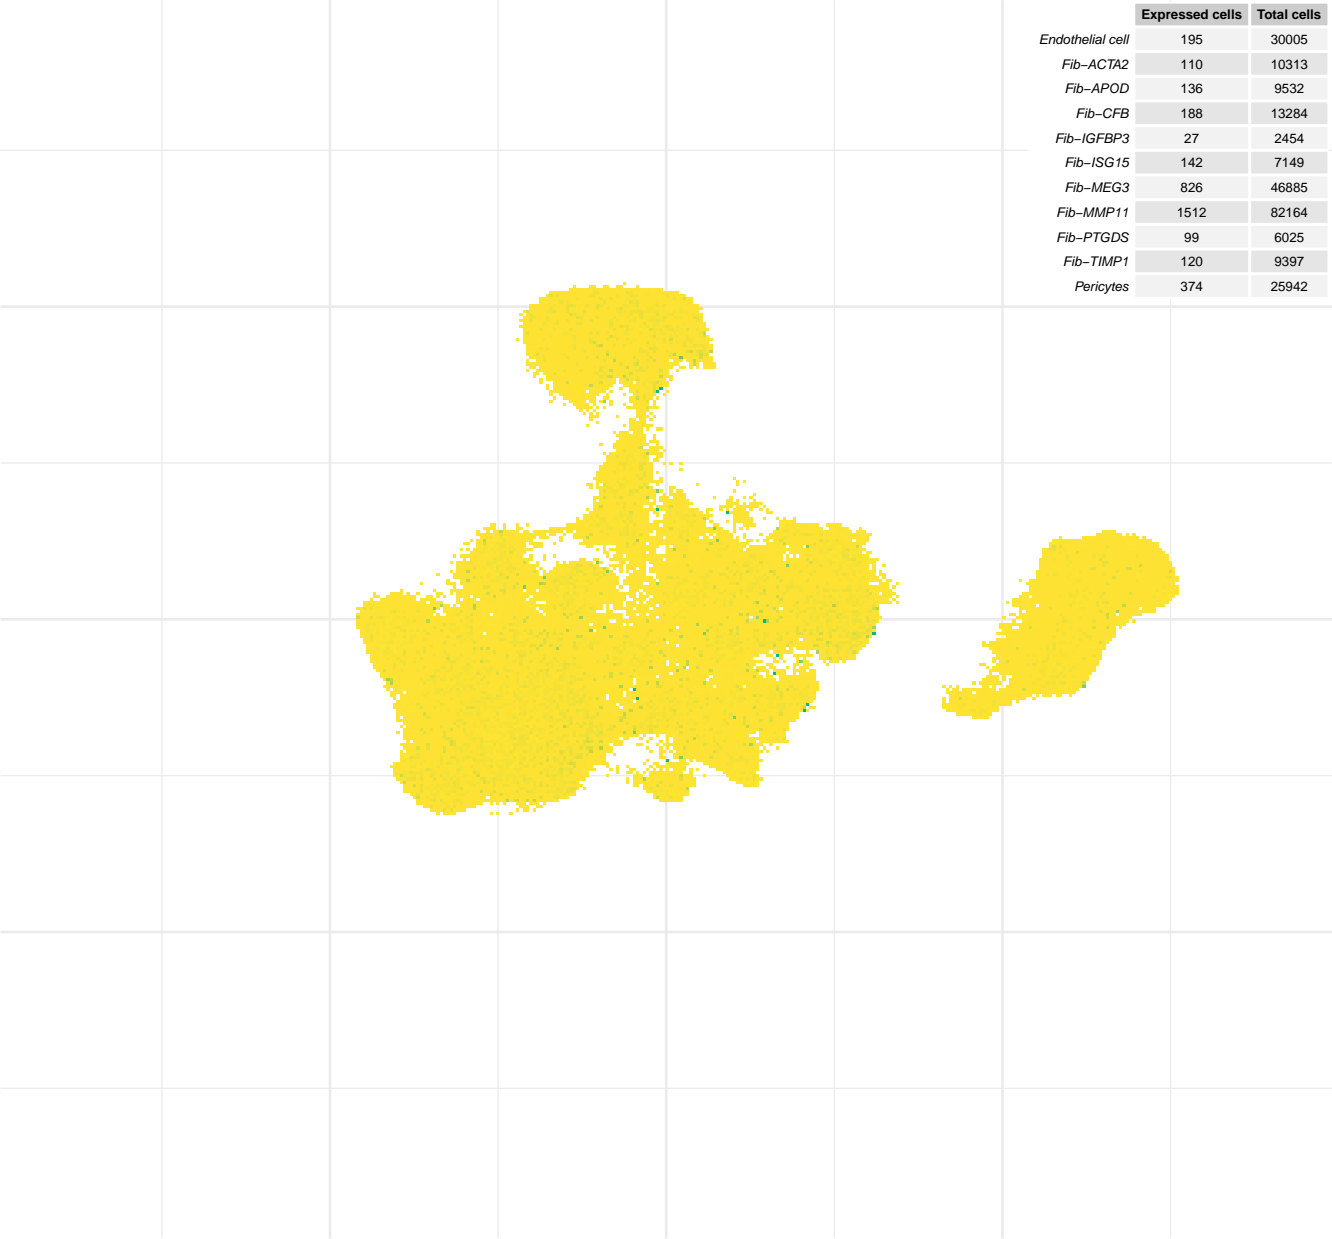 Expressed cells Total cells
Endothelial cell 195 30005
Fib−ACTA2 110 10313
Fib−APOD 136 9532
Fib−CFB 188 13284
Fib−IGFBP3 27 2454
Fib−ISG15 142 7149
Fib−MEG3 826 46885
Fib−MMP11 1512 82164
Fib−PTGDS 99 6025
Fib−TIMP1 120 9397
Pericytes 374 25942